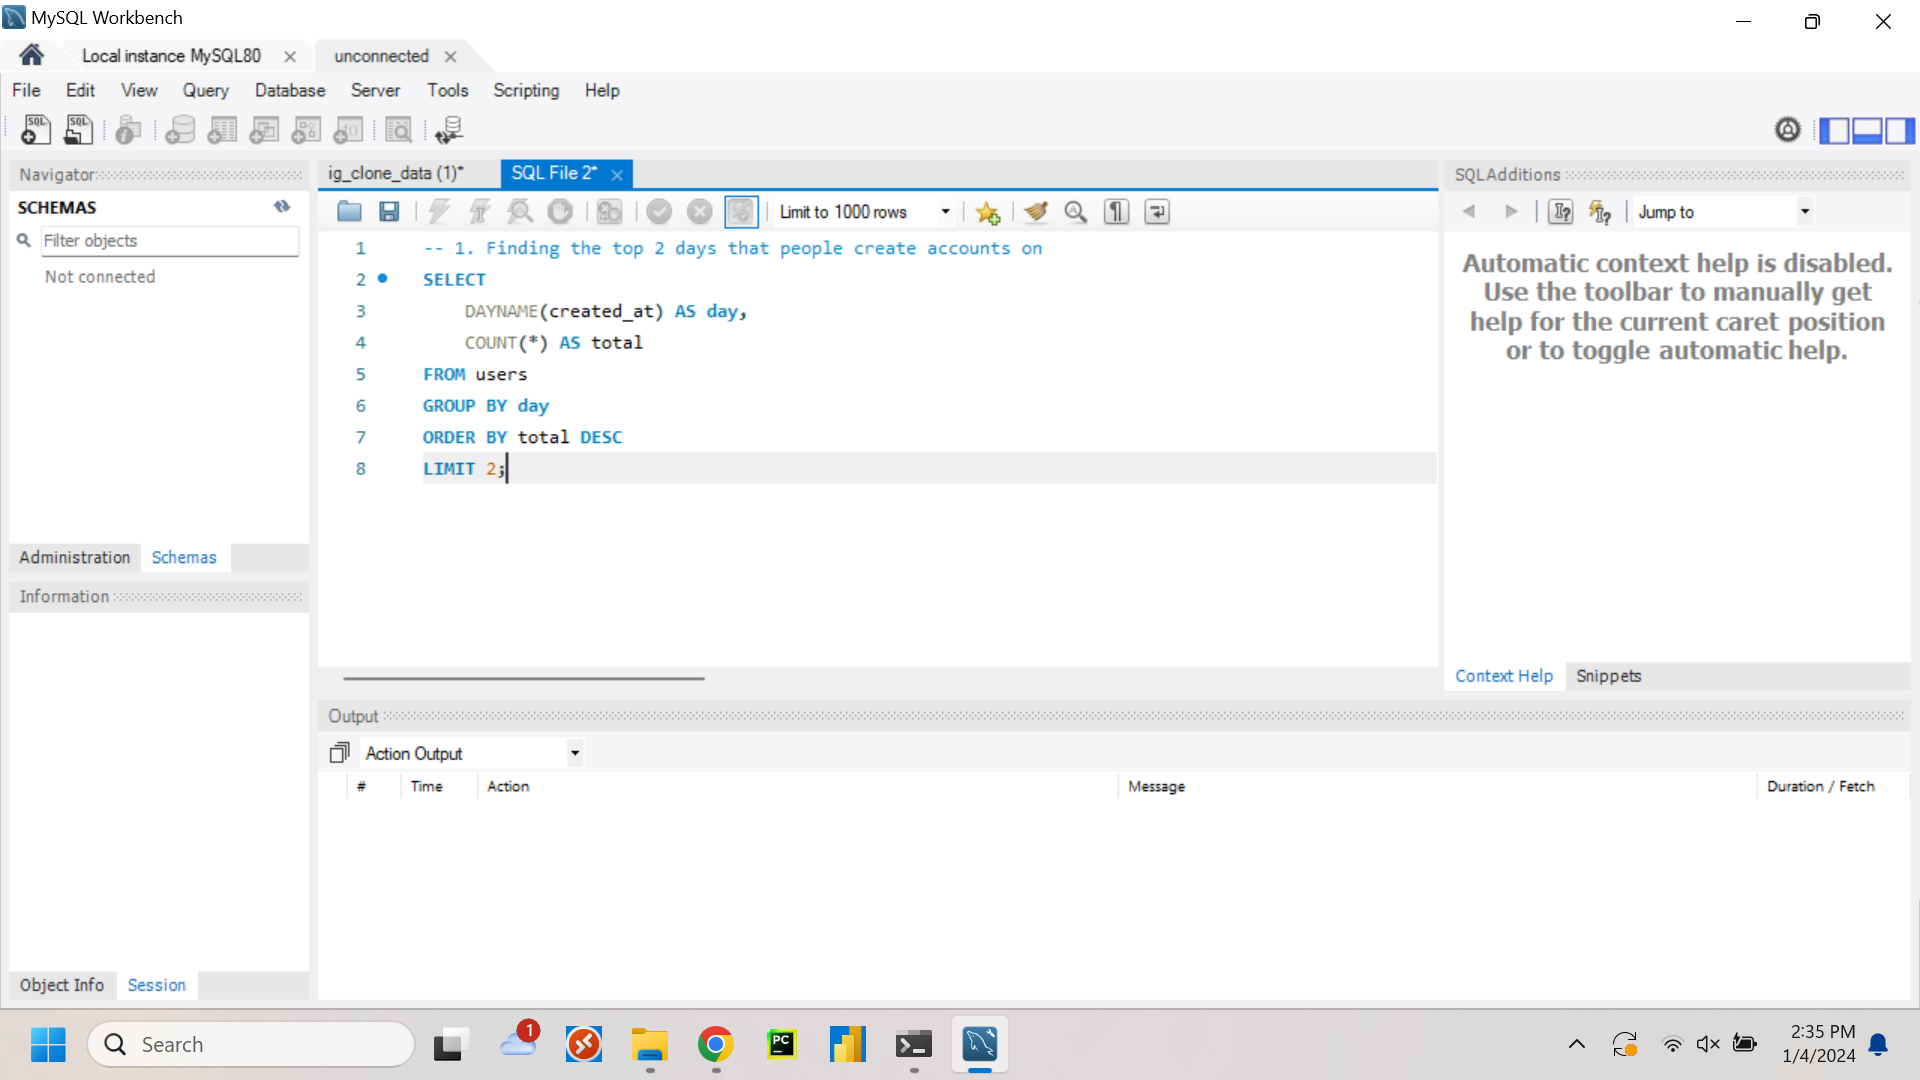 MySQL Workbench
Local instance MySQL80
unconnected
File Edit View Query Database Server Tools Scripting Help
Navigator
SCHEMAS
Filter objects
Not connected
Administration Schemas
Information
Object Info Session
ig_clone_data (1)* SQL File 2*
Limit to 1000 rows
1 -- 1. Finding the top 2 days that people create accounts on
2 SELECT
3 DAYNAME(created_at) AS day,
4 COUNT(*) AS total
5 FROM users
6 GROUP BY day
7 ORDER BY total DESC
8 LIMIT 2;
SQLAdditions
Jump to
Automatic context help is disabled.
Use the toolbar to manually get
help for the current caret position
or to toggle automatic help.
Context Help Snippets
Output
Action Output
# Time Action Message Duration / Fetch
Search
1
PC
2:35 PM
1/4/2024